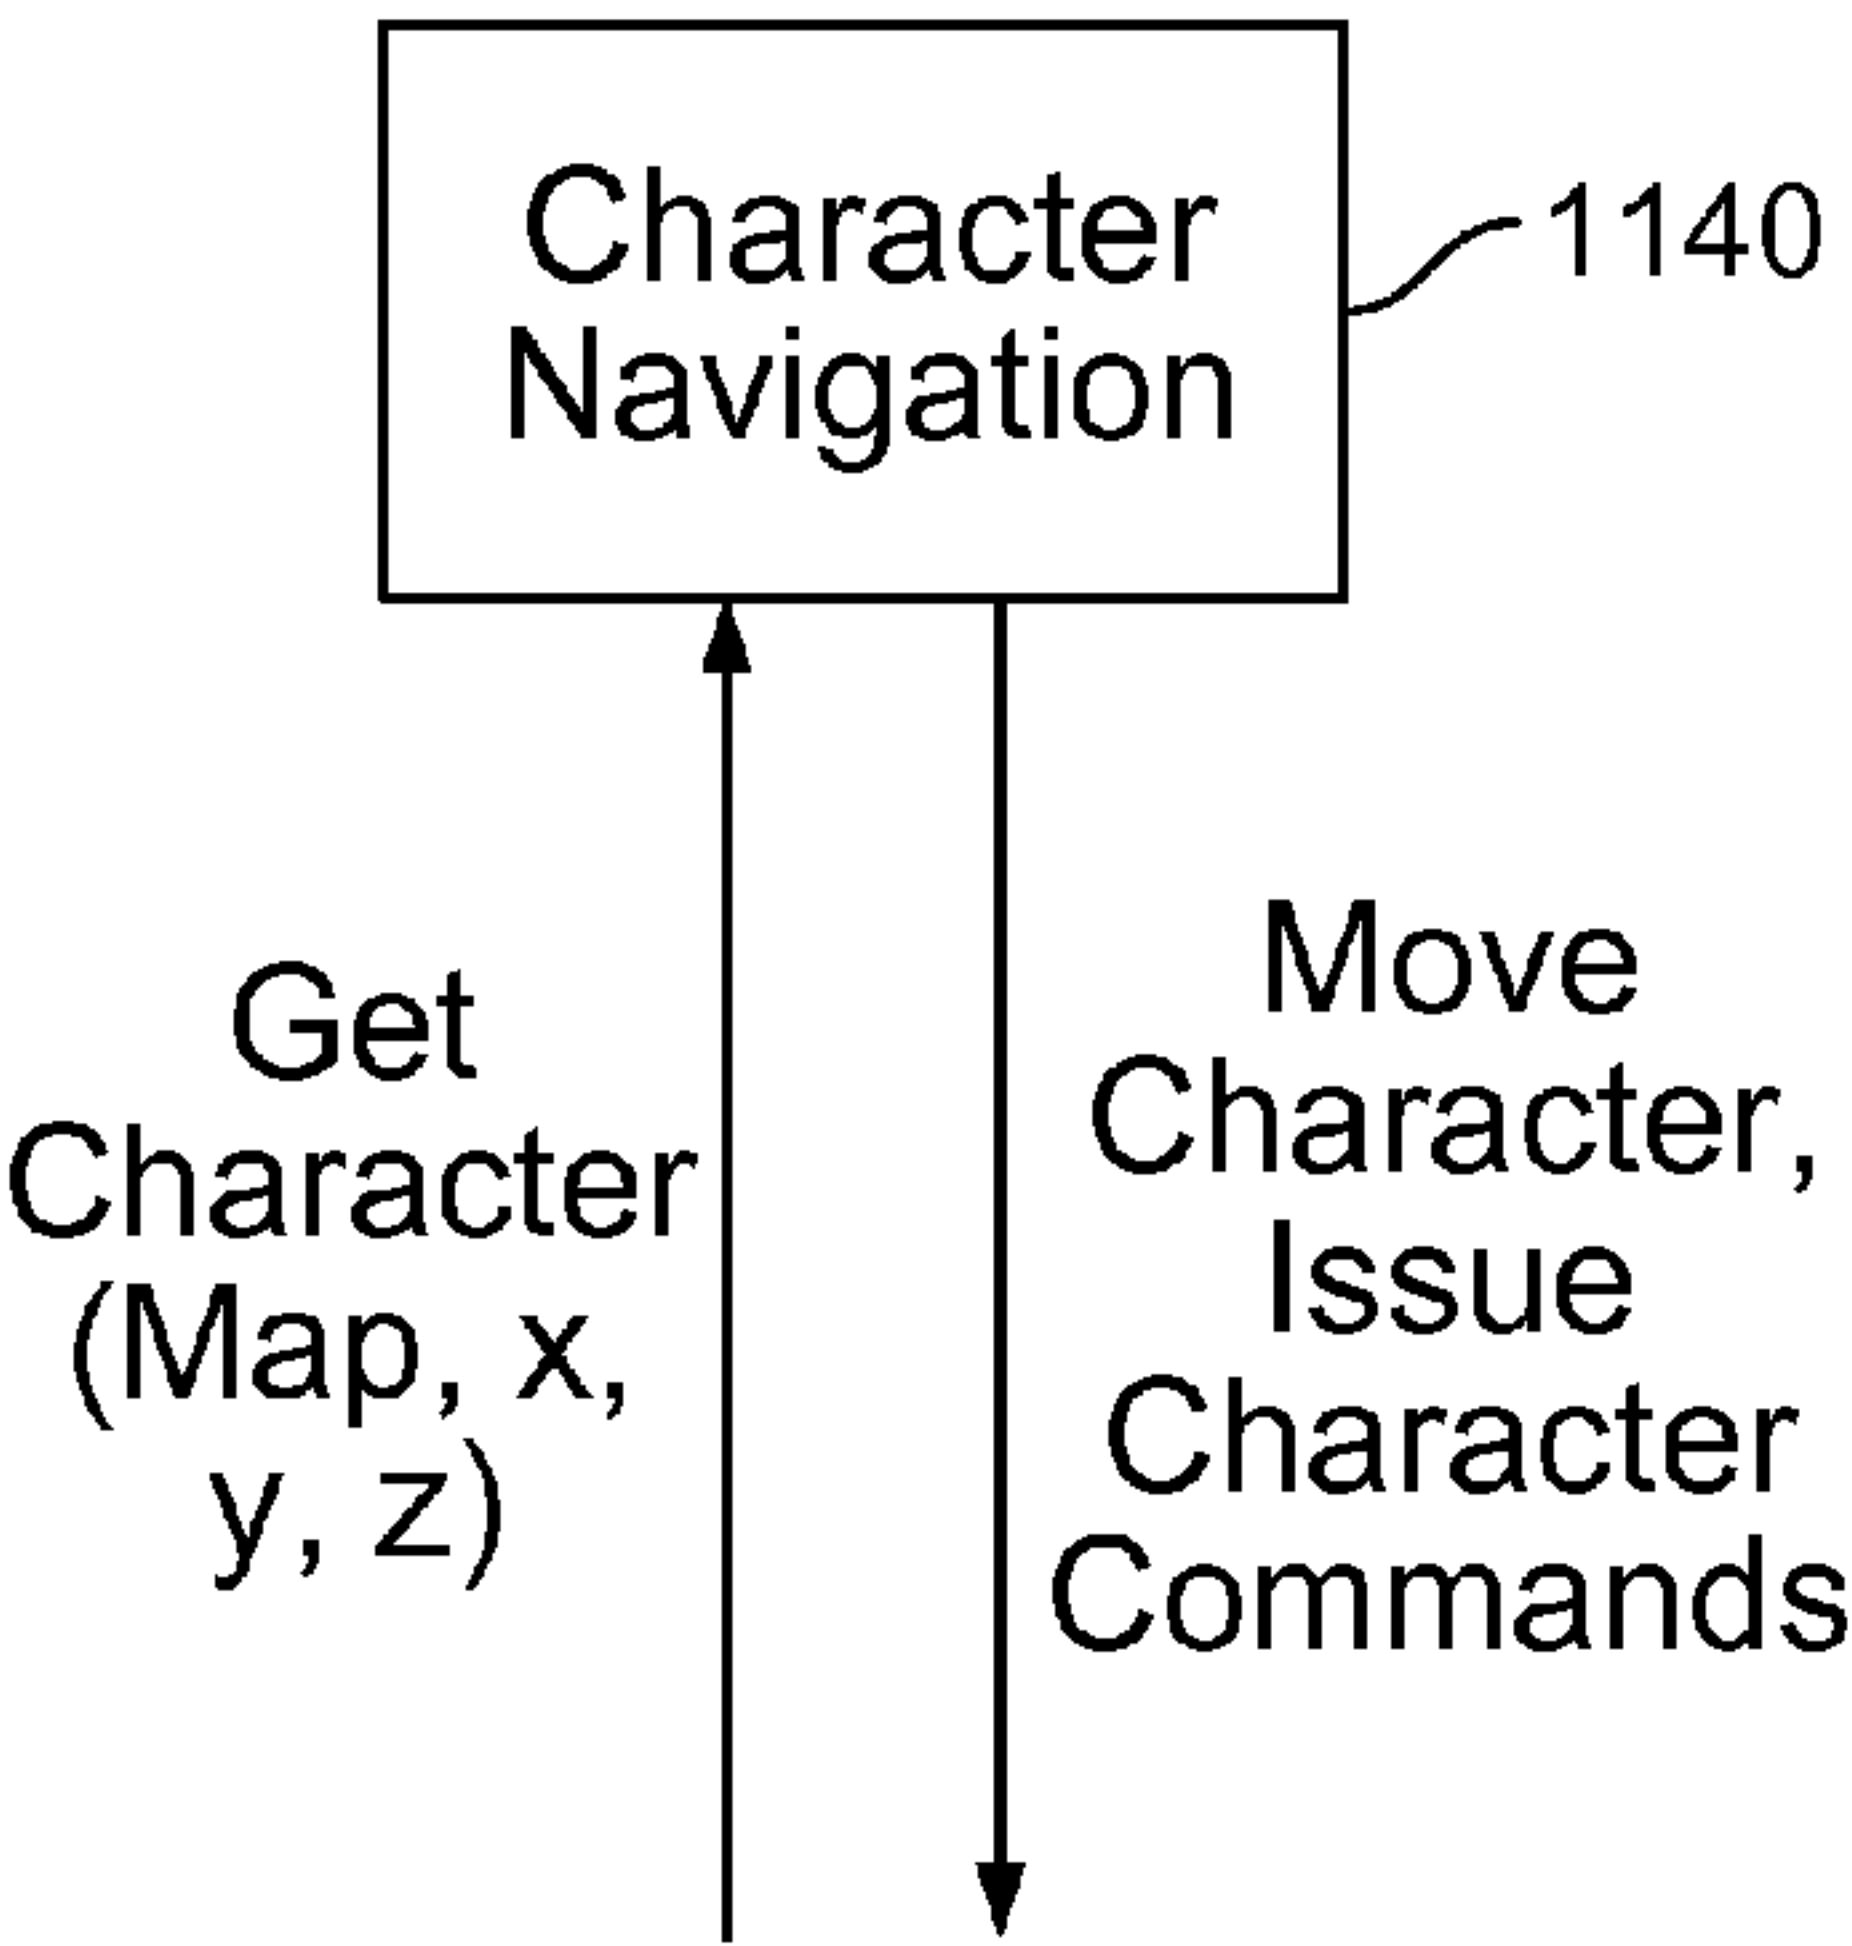 Character
Navigation
1140
Get
Character
(Map, x,
y, z)
Move
Character,
Issue
Character
Commands